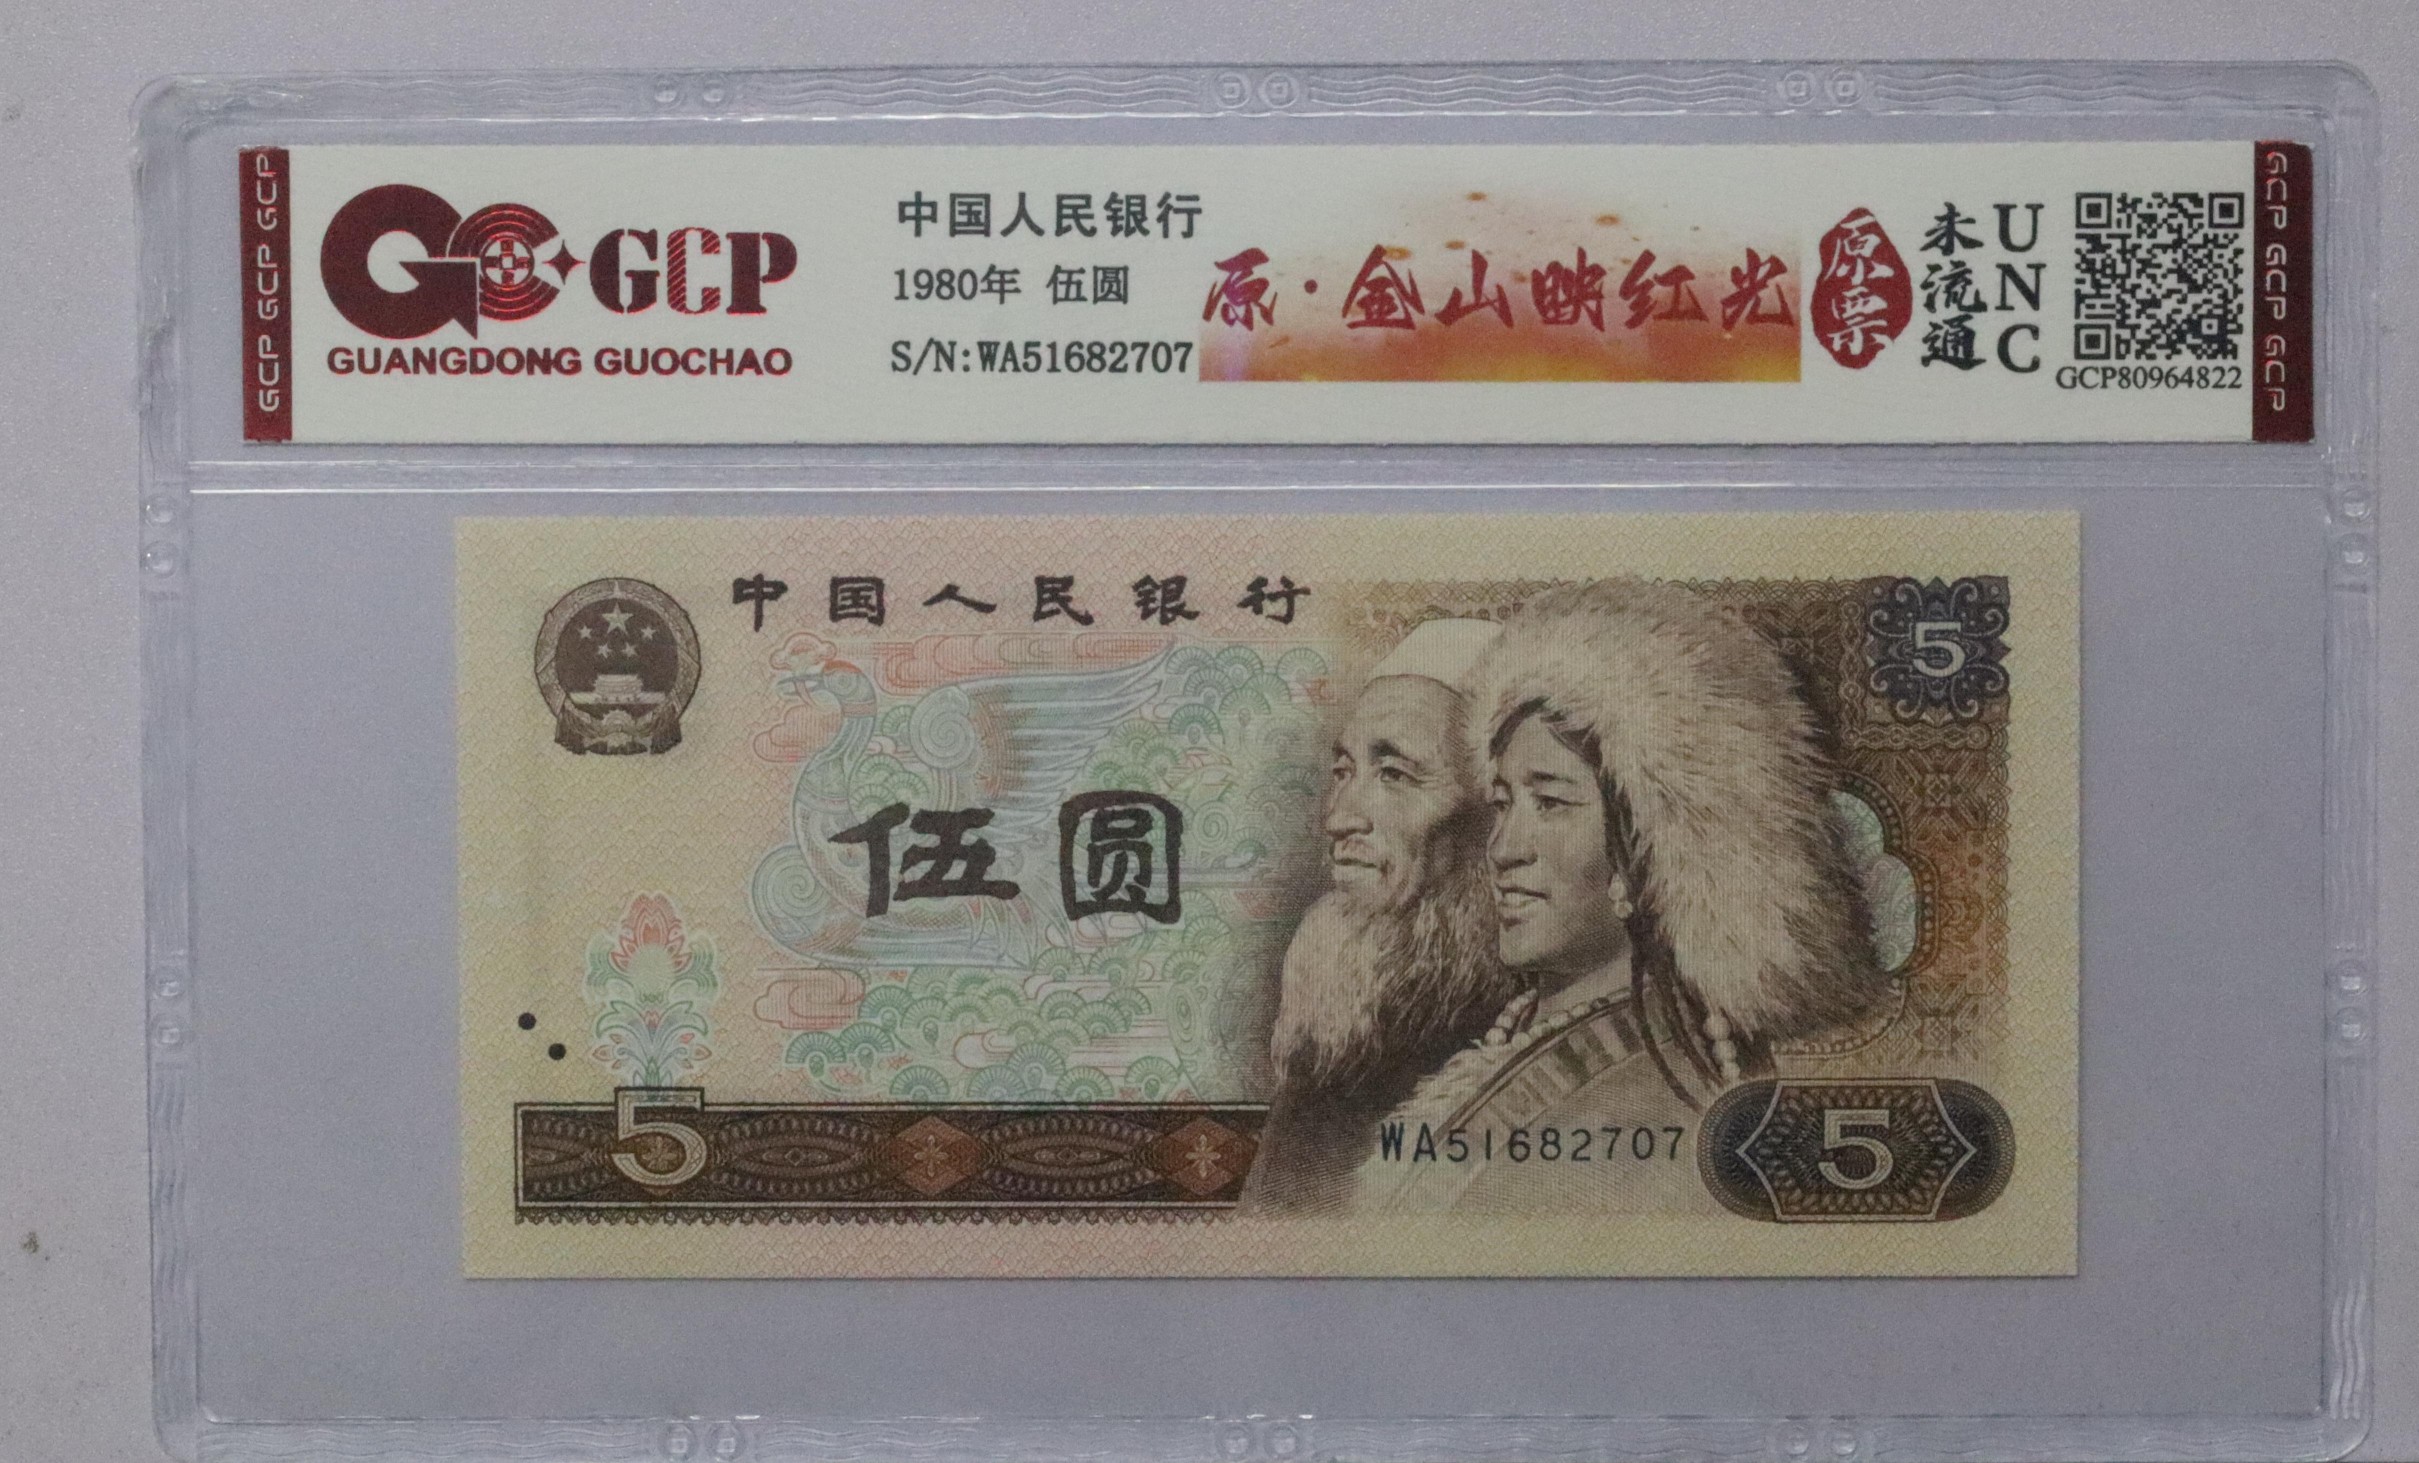 GCP GCP GCP
GCP
GUANGDONG GUOCHAO
中国人民银行
1980年 伍圆
S/N:WA51682707
原·金山映红光
原票
未流通
UNC
GCP80964822
GCP GCP GCP
中国人民银行
5
伍圆
5
WA51682707
5